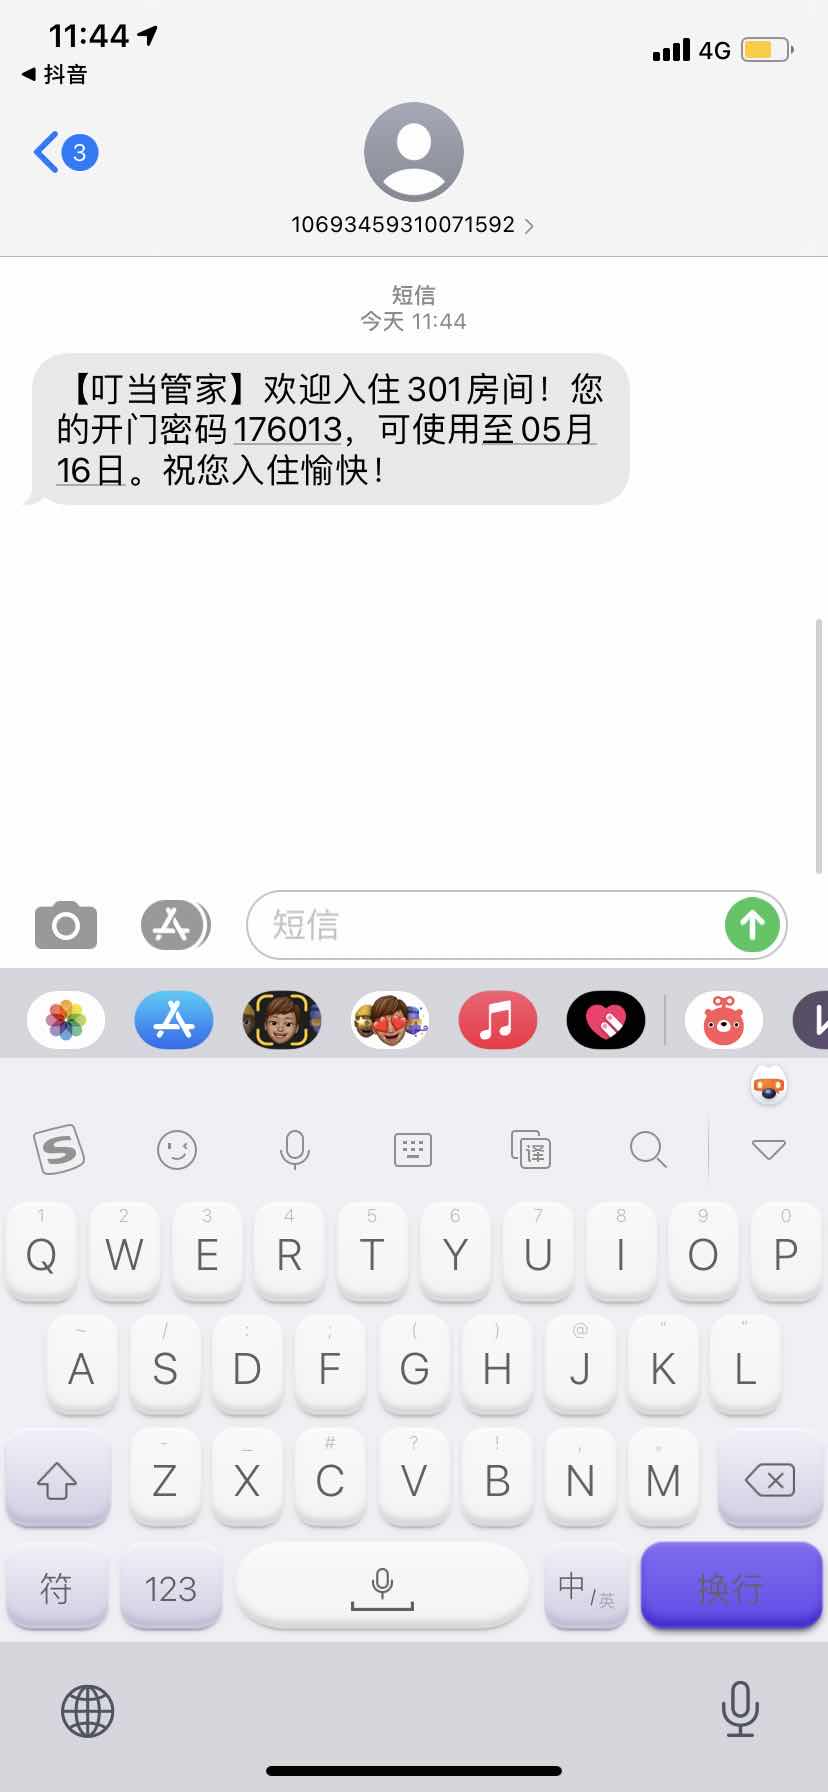 11:44
4G
抖音
3
10693459310071592
短信
今天 11:44
【叮当管家】欢迎入住301房间！您
的开门密码176013，可使用至05月
16日。祝您入住愉快！
短信
译
1 2 3 4 5 6 7 8 9 0
Q W E R T Y U I O P
~ / : ; ( ) @ “ ”
A S D F G H J K L
- _ # ? ! , 。
Z X C V B N M
符 123 中/英 换行